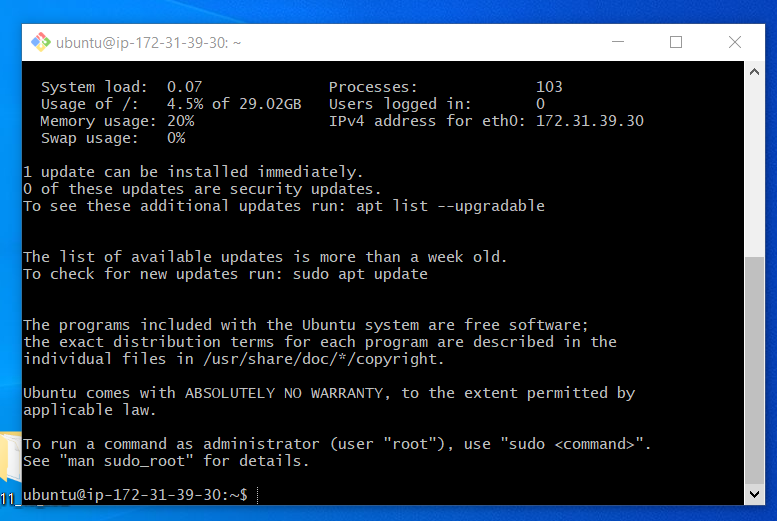 ubuntu@ip-172-31-39-30: ~
System load: 0.07 Processes: 103
Usage of /: 4.5% of 29.02GB Users logged in: 0
Memory usage: 20% IPv4 address for eth0: 172.31.39.30
Swap usage: 0%
1 update can be installed immediately.
0 of these updates are security updates.
To see these additional updates run: apt list --upgradable
The list of available updates is more than a week old.
To check for new updates run: sudo apt update
The programs included with the Ubuntu system are free software;
the exact distribution terms for each program are described in the
individual files in /usr/share/doc/*/copyright.
Ubuntu comes with ABSOLUTELY NO WARRANTY, to the extent permitted by
applicable law.
To run a command as administrator (user "root"), use "sudo <command>".
See "man sudo_root" for details.
ubuntu@ip-172-31-39-30:~$